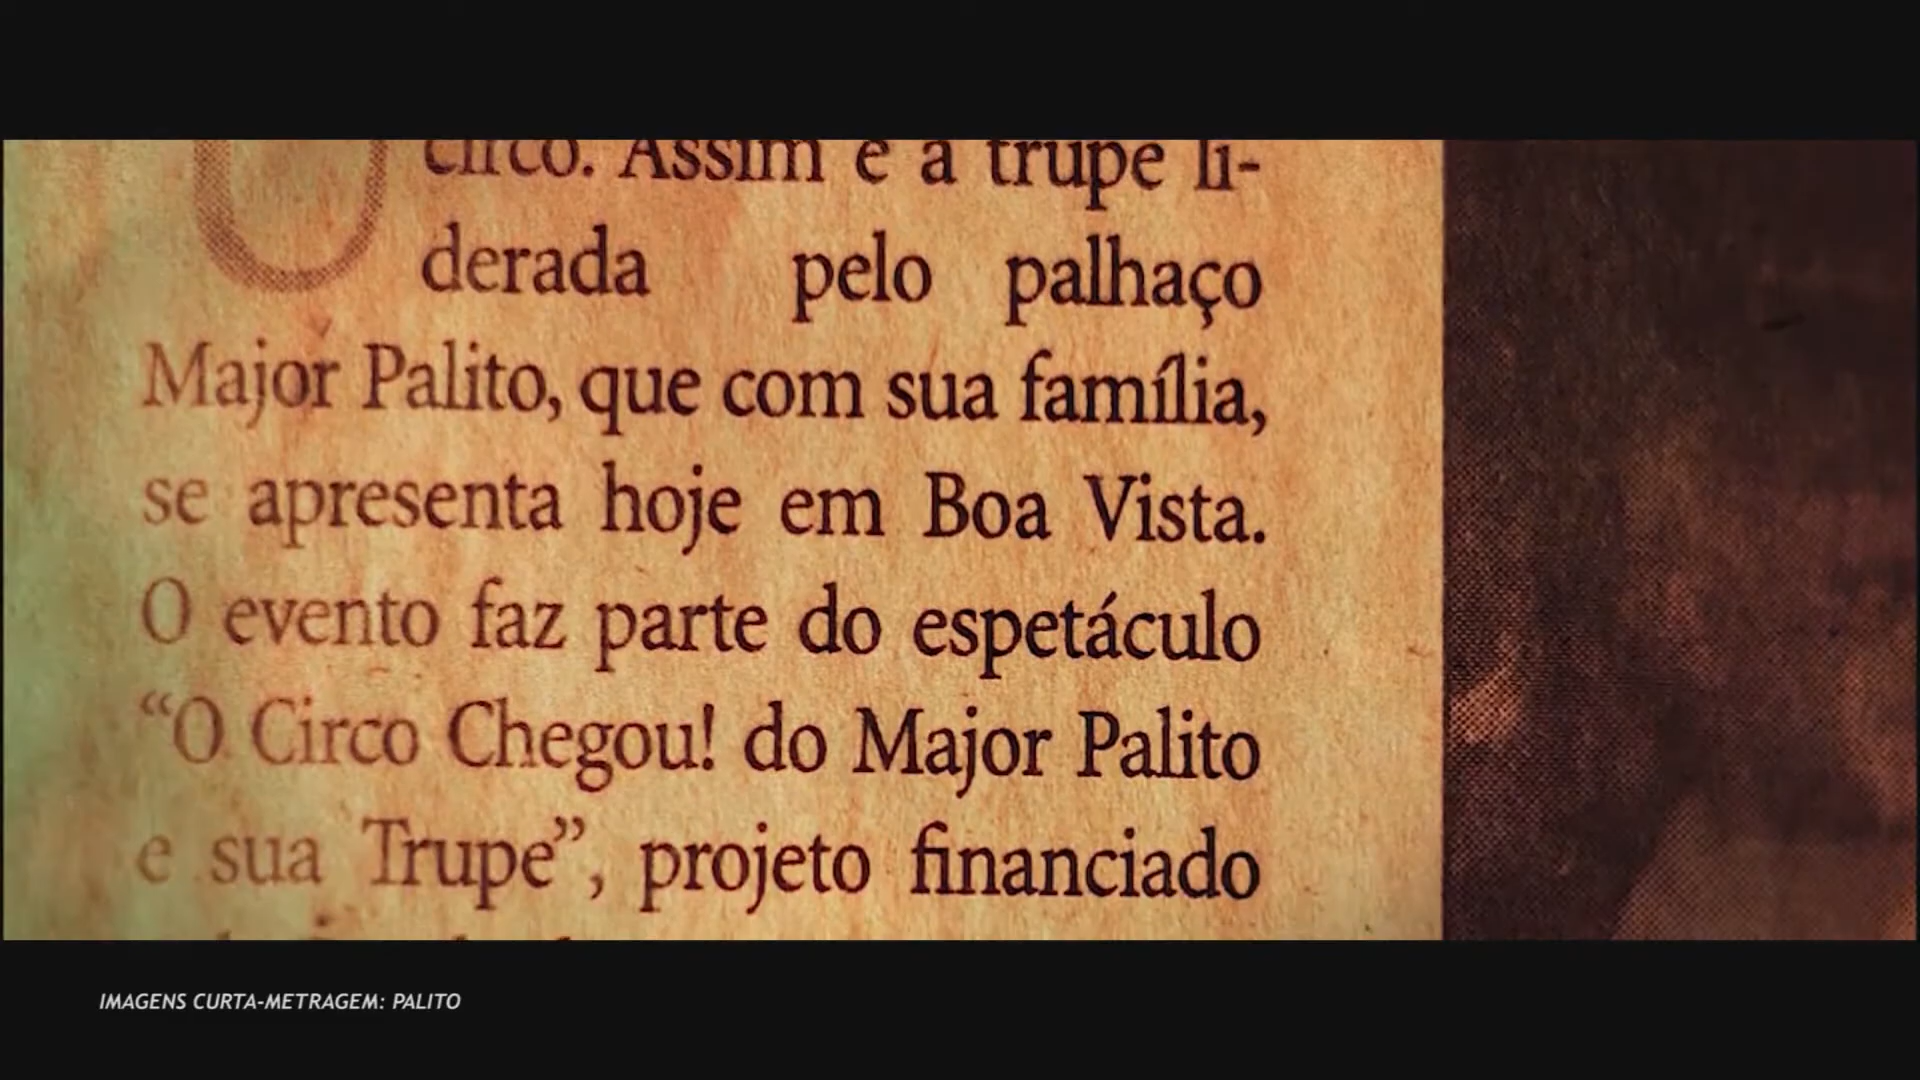 circo. Assim é a trupe li-
derada pelo palhaço
Major Palito, que com sua família,
se apresenta hoje em Boa Vista.
O evento faz parte do espetáculo
“O Circo Chegou! do Major Palito
e sua Trupe”, projeto financiado
IMAGENS CURTA-METRAGEM: PALITO